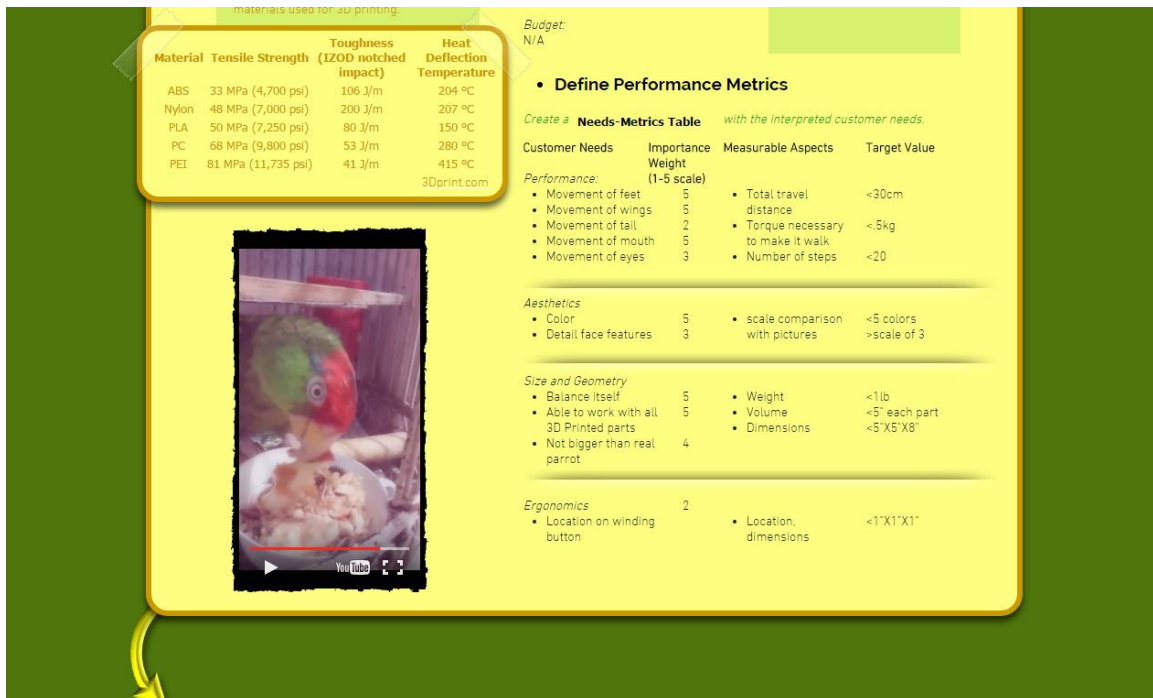 materials used for 3D printing.
Material Tensile Strength Toughness (IZOD notched impact) Heat Deflection Temperature
ABS 33 MPa (4,700 psi) 106 J/m 204 ºC
Nylon 48 MPa (7,000 psi) 200 J/m 207 ºC
PLA 50 MPa (7,250 psi) 80 J/m 150 ºC
PC 68 MPa (9,800 psi) 53 J/m 280 ºC
PEI 81 MPa (11,735 psi) 41 J/m 415 ºC
3Dprint.com
YouTube
Budget:
N/A
• Define Performance Metrics
Create a Needs-Metrics Table with the interpreted customer needs.
Customer Needs Importance Measurable Aspects Target Value
Weight
Performance: (1-5 scale)
• Movement of feet 5 • Total travel <30cm
• Movement of wings 5 distance
• Movement of tail 2 • Torque necessary <.5kg
• Movement of mouth 5 to make it walk
• Movement of eyes 3 • Number of steps <20
Aesthetics
• Color 5 • scale comparison <5 colors
• Detail face features 3 with pictures >scale of 3
Size and Geometry
• Balance itself 5 • Weight <1lb
• Able to work with all 5 • Volume <5" each part
3D Printed parts • Dimensions <5"X5"X8"
• Not bigger than real 4
parrot
Ergonomics 2
• Location on winding • Location, <1"X1"X1"
button dimensions